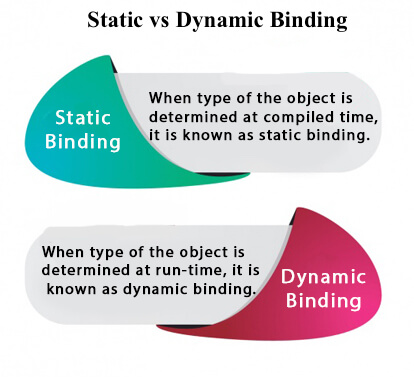 Static vs Dynamic Binding
Static
Binding
When type of the object is
determined at compiled time,
it is known as static binding.
When type of the object is
determined at run-time, it is
known as dynamic binding.
Dynamic
Binding